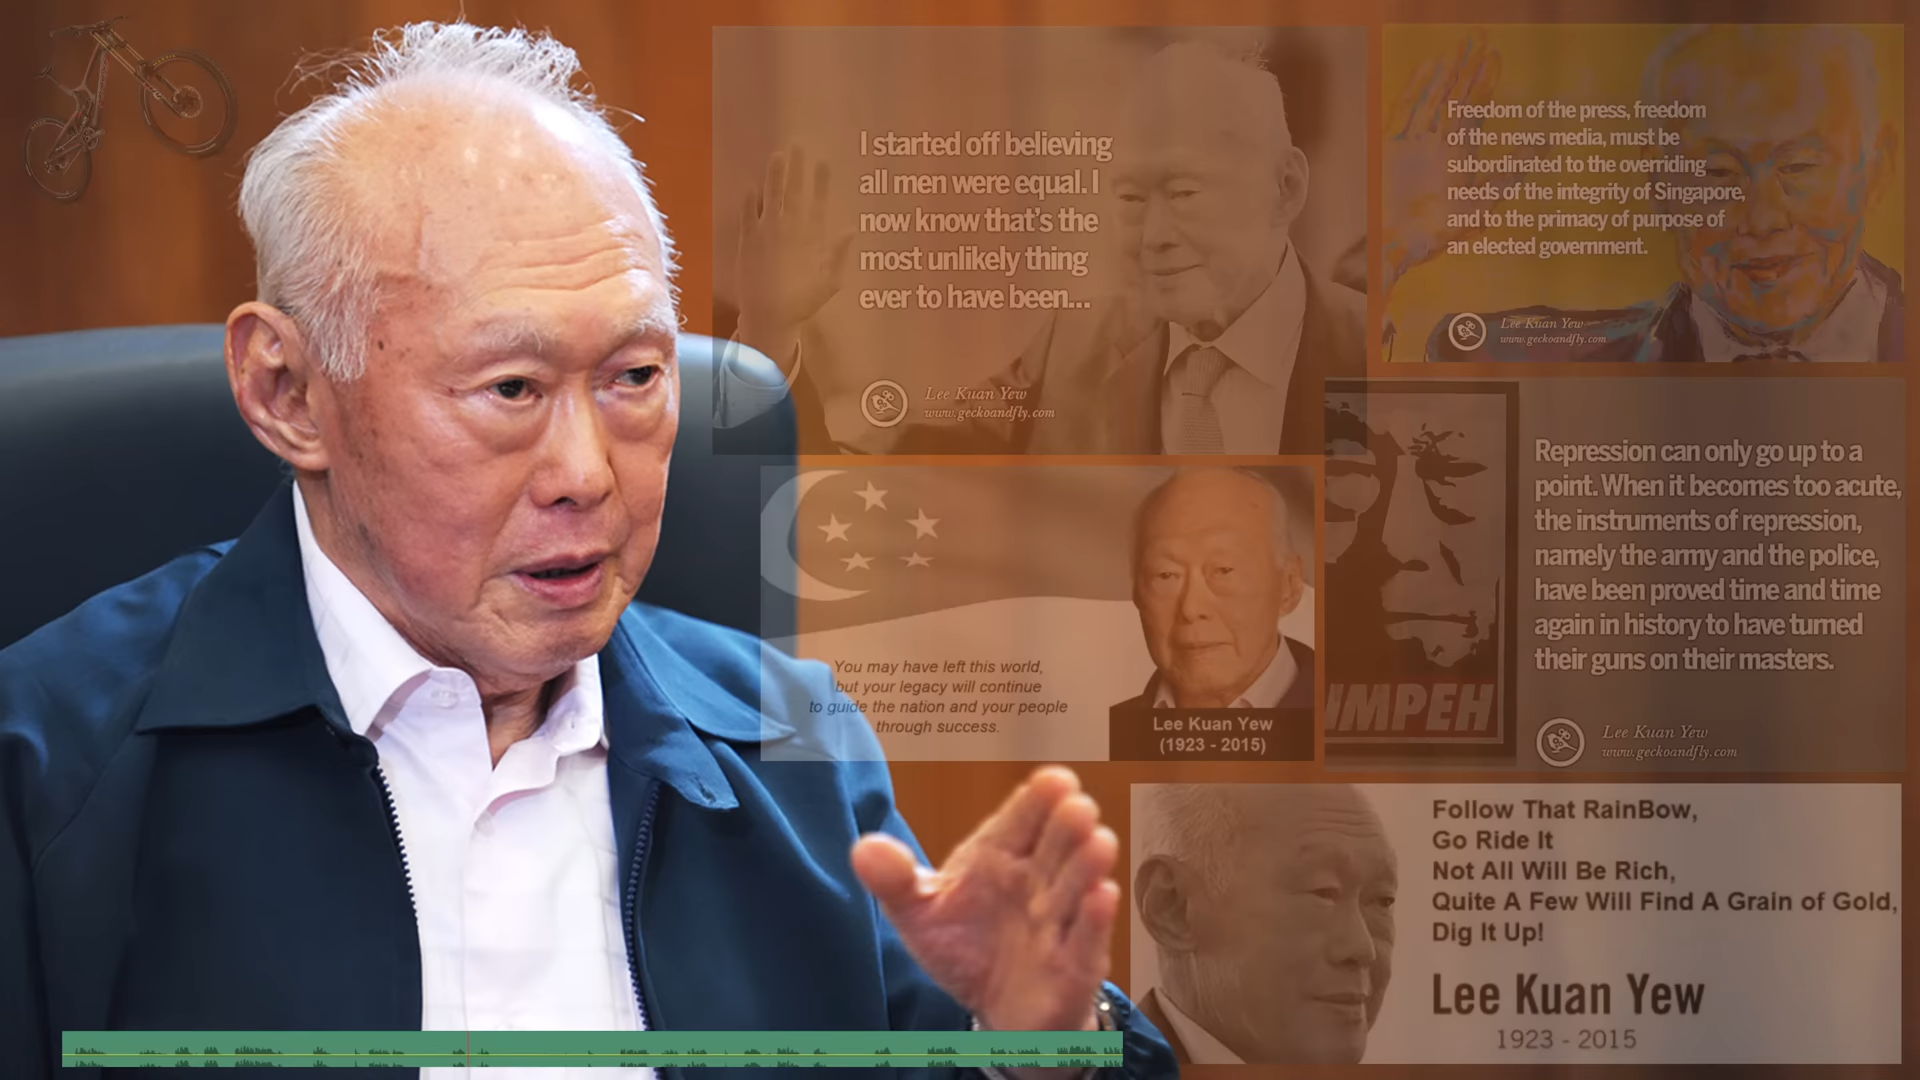 I started off believing
all men were equal. I
now know that's the
most unlikely thing
ever to have been...
Lee Kuan Yew
www.geckoandfly.com
Freedom of the press, freedom
of the news media, must be
subordinated to the overriding
needs of the integrity of Singapore,
and to the primacy of purpose of
an elected government.
Lee Kuan Yew
www.geckoandfly.com
You may have left this world,
but your legacy will continue
to guide the nation and your people
through success.
Lee Kuan Yew
(1923 - 2015)
IMPEH
Repression can only go up to a
point. When it becomes too acute,
the instruments of repression,
namely the army and the police,
have been proved time and time
again in history to have turned
their guns on their masters.
Lee Kuan Yew
www.geckoandfly.com
Follow That RainBow,
Go Ride It
Not All Will Be Rich,
Quite A Few Will Find A Grain of Gold,
Dig It Up!
Lee Kuan Yew
1923 - 2015